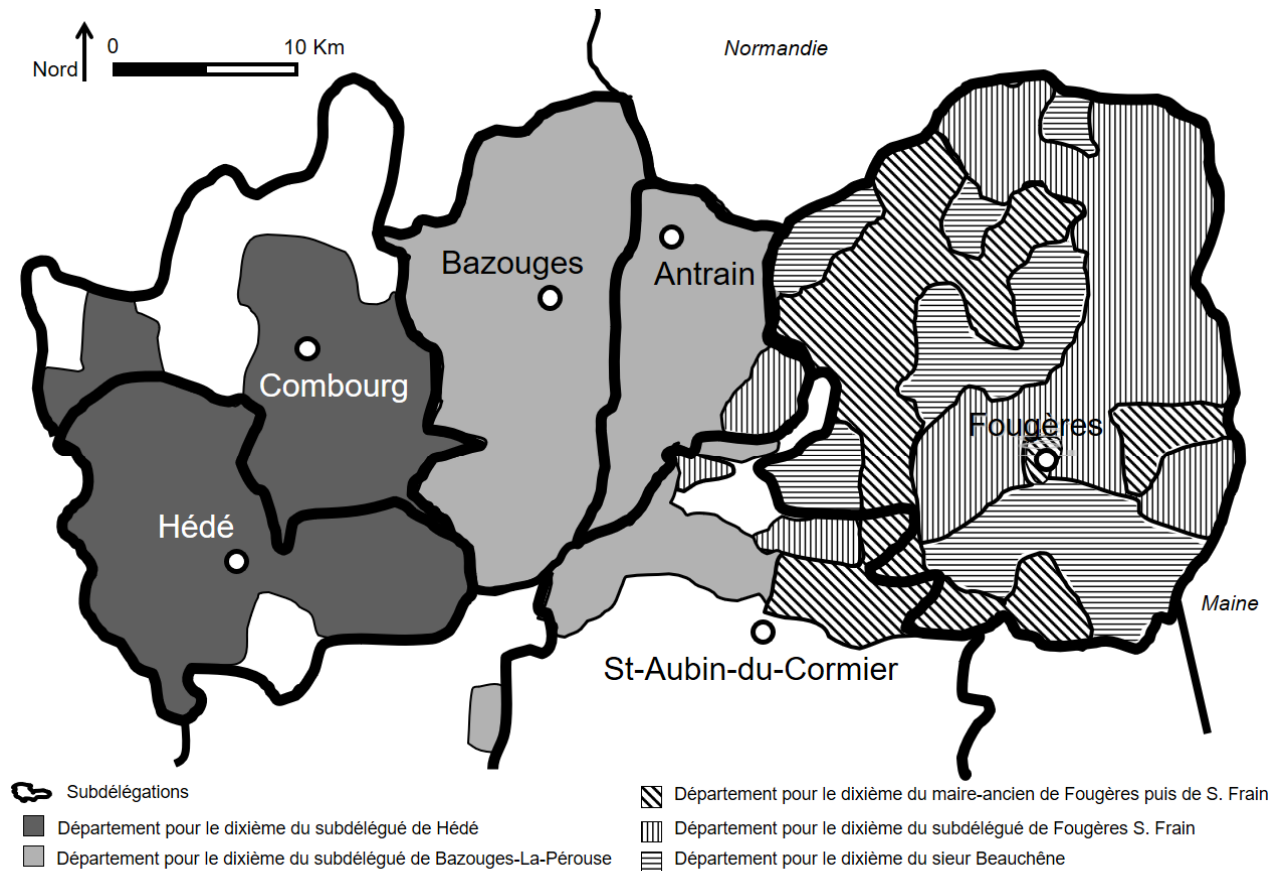 Nord
0 10 Km
Normandie
Bazouges
Antrain
Combourg
Fougères
Hédé
Maine
St-Aubin-du-Cormier
Subdélégations
Département pour le dixième du subdélégué de Hédé
Département pour le dixième du subdélégué de Bazouges-La-Pérouse
Département pour le dixième du maire-ancien de Fougères puis de S. Frain
Département pour le dixième du subdélégué de Fougères S. Frain
Département pour le dixième du sieur Beauchêne